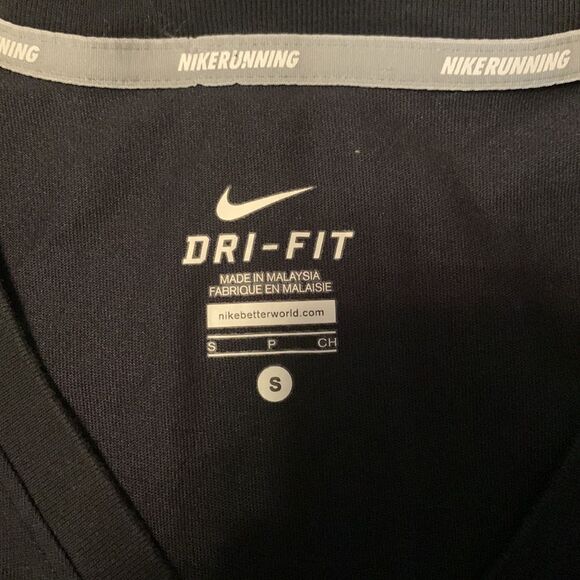 NIKERUNNING NIKERUNNING NIKERUNNING
DRI-FIT
MADE IN MALAYSIA
FABRIQUE EN MALAISIE
nikebetterworld.com
S P CH
S